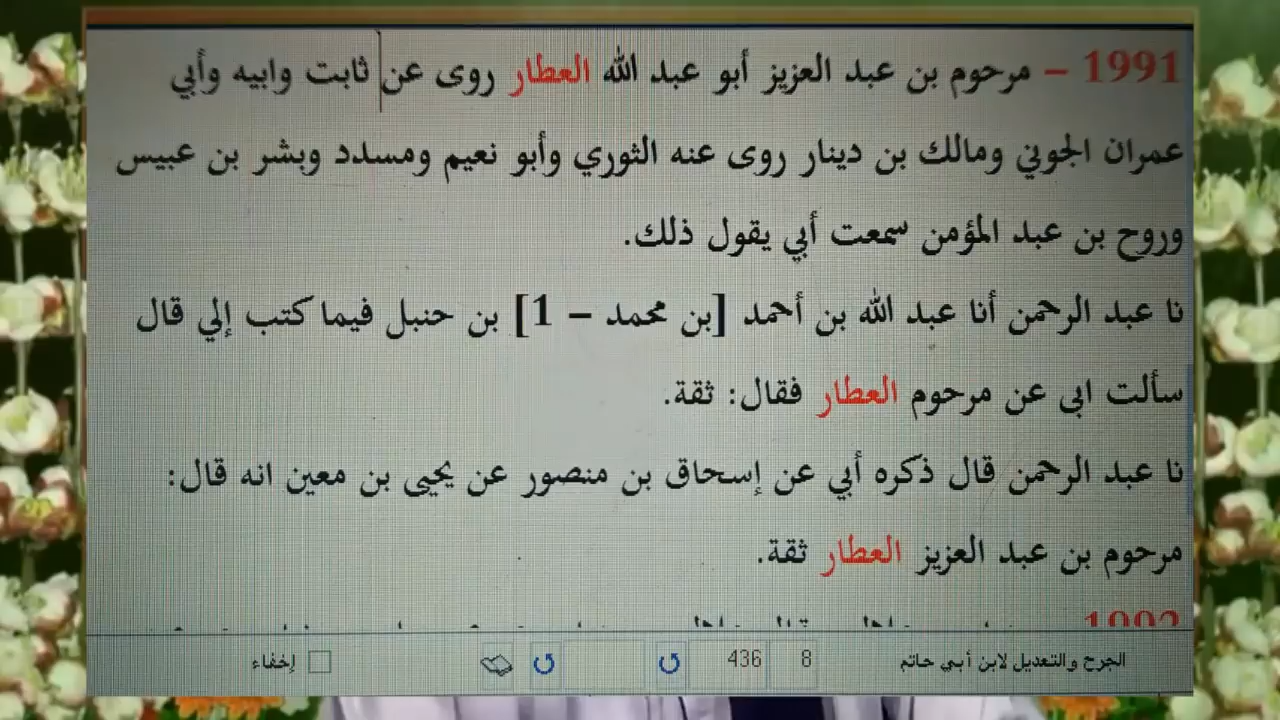 1991 – مرحوم بن عبد العزيز أبو عبد الله العطار روى عن ثابت وابيه وأبي
عمران الجوني ومالك بن دينار روى عنه الثوري وأبو نعيم ومسدد وبشر بن عبيس
وروح بن عبد المؤمن سمعت أبي يقول ذلك.
نا عبد الرحمن أنا عبد الله بن أحمد [بن محمد – 1] بن حنبل فيما كتب إلي قال
سألت ابى عن مرحوم العطار فقال: ثقة.
نا عبد الرحمن قال ذكره أبي عن إسحاق بن منصور عن يحيى بن معين انه قال:
مرحوم بن عبد العزيز العطار ثقة.
الجرح والتعديل لابن أبي حاتم 8 436 إخفاء